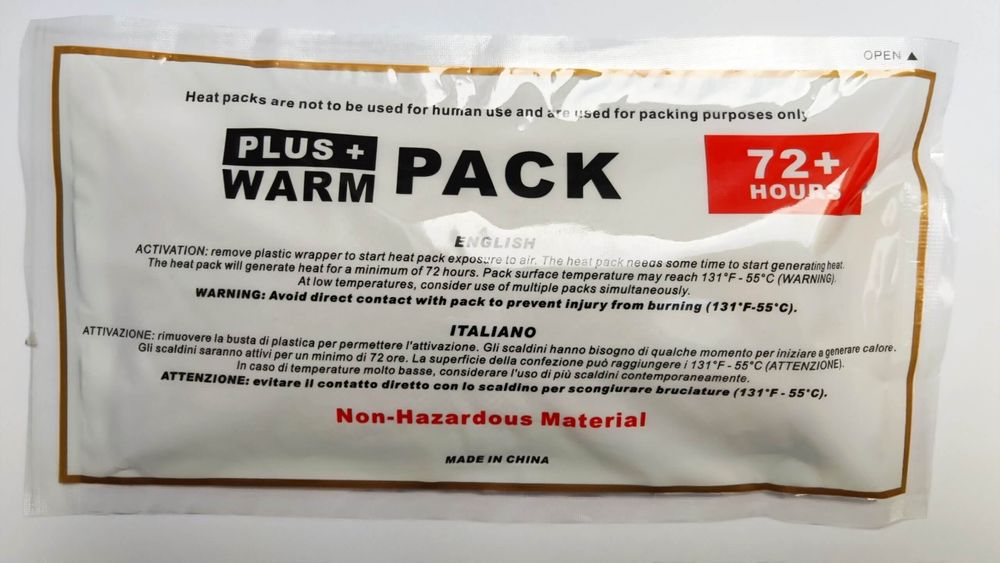 OPEN ▲
Heat packs are not to be used for human use and are used for packing purposes only
PLUS +
WARM PACK
72+
HOURS
ENGLISH
ACTIVATION: remove plastic wrapper to start heat pack exposure to air. The heat pack needs some time to start generating heat.
The heat pack will generate heat for a minimum of 72 hours. Pack surface temperature may reach 131°F - 55°C (WARNING).
At low temperatures, consider use of multiple packs simultaneously.
WARNING: Avoid direct contact with pack to prevent injury from burning (131°F-55°C).
ITALIANO
ATTIVAZIONE: rimuovere la busta di plastica per permettere l'attivazione. Gli scaldini hanno bisogno di qualche momento per iniziare a generare calore.
Gli scaldini saranno attivi per un minimo di 72 ore. La superficie della confezione può raggiungere i 131°F - 55°C (ATTENZIONE).
In caso di temperature molto basse, considerare l'uso di più scaldini contemporaneamente.
ATTENZIONE: evitare il contatto diretto con lo scaldino per scongiurare bruciature (131°F - 55°C).
Non-Hazardous Material
MADE IN CHINA